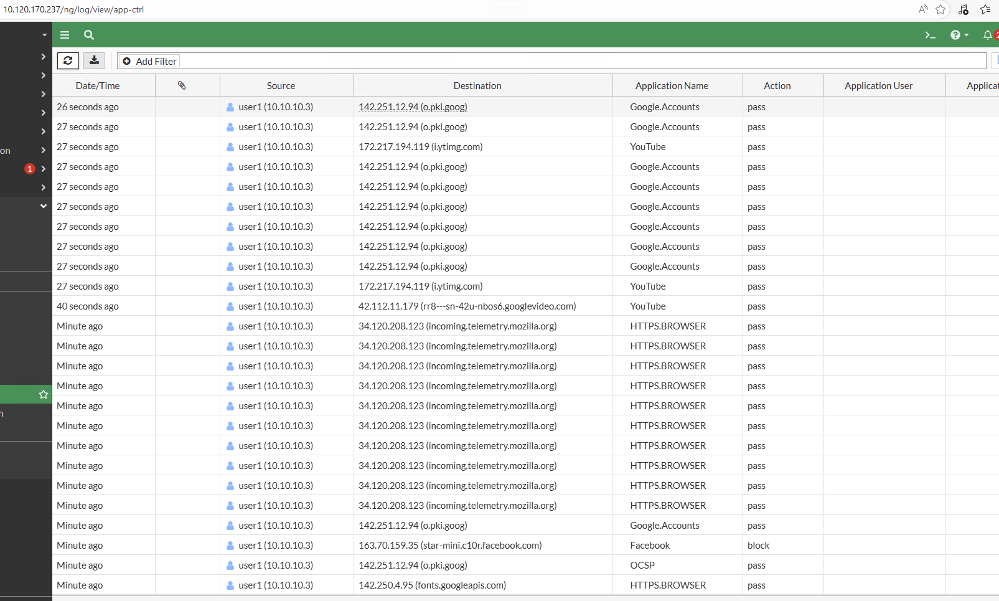 10.120.170.237/ng/log/view/app-ctrl
2
Add Filter
Date/Time Source Destination Application Name Action Application User Applicat
26 seconds ago user1 (10.10.10.3) 142.251.12.94 (o.pki.goog) Google.Accounts pass
27 seconds ago user1 (10.10.10.3) 142.251.12.94 (o.pki.goog) Google.Accounts pass
27 seconds ago user1 (10.10.10.3) 172.217.194.119 (i.ytimg.com) YouTube pass
on
27 seconds ago user1 (10.10.10.3) 142.251.12.94 (o.pki.goog) Google.Accounts pass
1
27 seconds ago user1 (10.10.10.3) 142.251.12.94 (o.pki.goog) Google.Accounts pass
27 seconds ago user1 (10.10.10.3) 142.251.12.94 (o.pki.goog) Google.Accounts pass
27 seconds ago user1 (10.10.10.3) 142.251.12.94 (o.pki.goog) Google.Accounts pass
27 seconds ago user1 (10.10.10.3) 142.251.12.94 (o.pki.goog) Google.Accounts pass
27 seconds ago user1 (10.10.10.3) 142.251.12.94 (o.pki.goog) Google.Accounts pass
27 seconds ago user1 (10.10.10.3) 172.217.194.119 (i.ytimg.com) YouTube pass
40 seconds ago user1 (10.10.10.3) 42.112.11.179 (rr8---sn-42u-nbos6.googlevideo.com) YouTube pass
Minute ago user1 (10.10.10.3) 34.120.208.123 (incoming.telemetry.mozilla.org) HTTPS.BROWSER pass
Minute ago user1 (10.10.10.3) 34.120.208.123 (incoming.telemetry.mozilla.org) HTTPS.BROWSER pass
Minute ago user1 (10.10.10.3) 34.120.208.123 (incoming.telemetry.mozilla.org) HTTPS.BROWSER pass
Minute ago user1 (10.10.10.3) 34.120.208.123 (incoming.telemetry.mozilla.org) HTTPS.BROWSER pass
Minute ago user1 (10.10.10.3) 34.120.208.123 (incoming.telemetry.mozilla.org) HTTPS.BROWSER pass
Minute ago user1 (10.10.10.3) 34.120.208.123 (incoming.telemetry.mozilla.org) HTTPS.BROWSER pass
Minute ago user1 (10.10.10.3) 34.120.208.123 (incoming.telemetry.mozilla.org) HTTPS.BROWSER pass
Minute ago user1 (10.10.10.3) 34.120.208.123 (incoming.telemetry.mozilla.org) HTTPS.BROWSER pass
Minute ago user1 (10.10.10.3) 34.120.208.123 (incoming.telemetry.mozilla.org) HTTPS.BROWSER pass
Minute ago user1 (10.10.10.3) 34.120.208.123 (incoming.telemetry.mozilla.org) HTTPS.BROWSER pass
Minute ago user1 (10.10.10.3) 142.251.12.94 (o.pki.goog) Google.Accounts pass
Minute ago user1 (10.10.10.3) 163.70.159.35 (star-mini.c10r.facebook.com) Facebook block
Minute ago user1 (10.10.10.3) 142.251.12.94 (o.pki.goog) OCSP pass
Minute ago user1 (10.10.10.3) 142.250.4.95 (fonts.googleapis.com) HTTPS.BROWSER pass